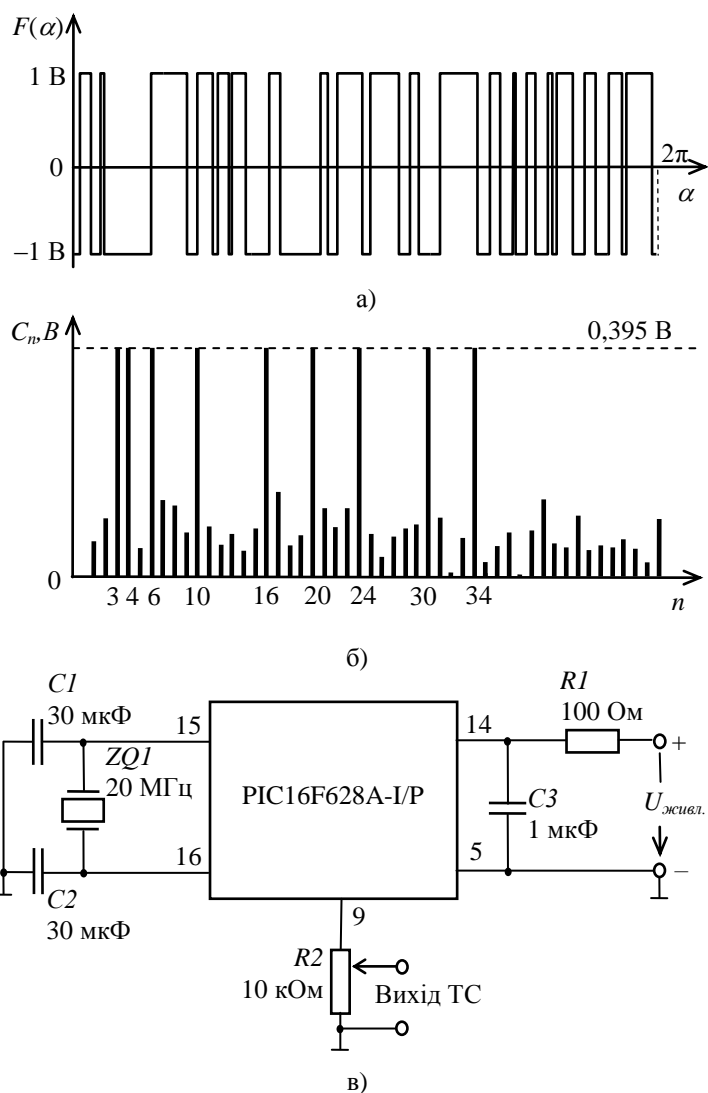 F(α)
1 В
0
2π
α
–1 В
а)
Cn,В
0,395 В
0
3 4 6 10 16 20 24 30 34
n
б)
C1
30 мкФ
15
14
R1
100 Ом
+
ZQ1
20 МГц
PIC16F628A-I/P
C3
1 мкФ
Uживл.
16
5
–
C2
30 мкФ
9
R2
10 кОм
Вихід ТС
в)